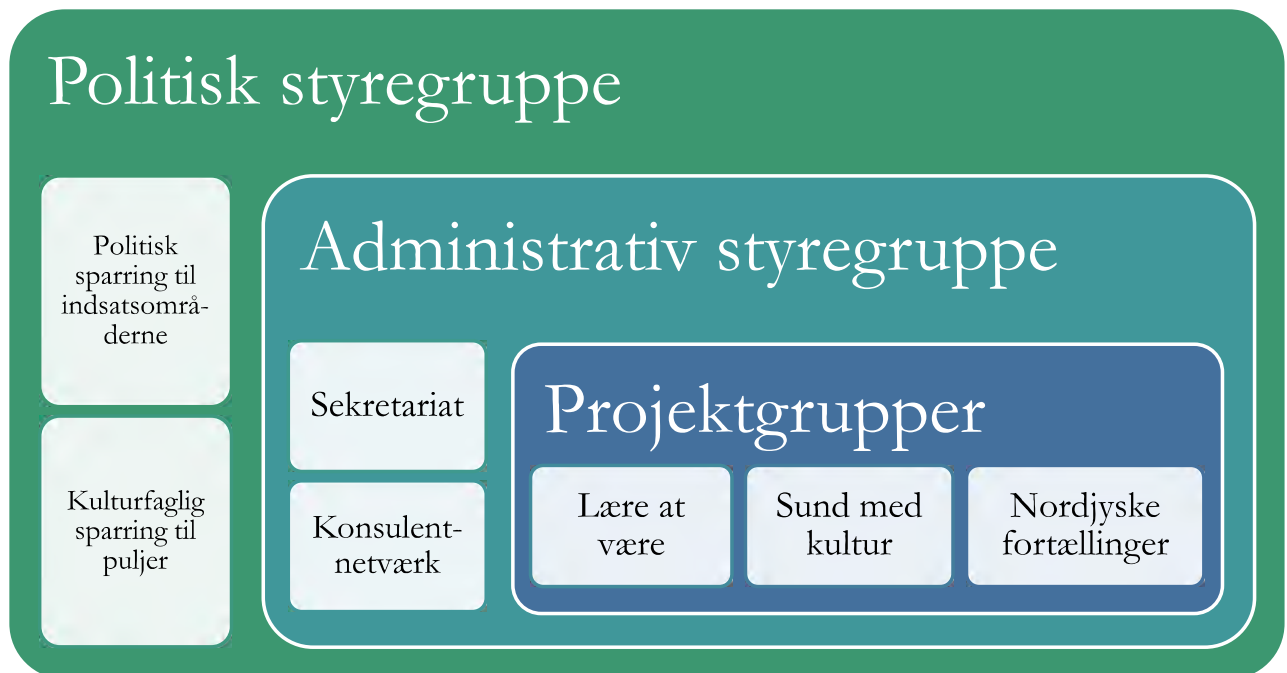 Politisk styregruppe
Politisk
sparring til
indsatsområ-
derne
Kulturfaglig
sparring til
puljer
Administrativ styregruppe
Sekretariat
Konsulent-
netværk
Projektgrupper
Lære at
være
Sund med
kultur
Nordjyske
fortællinger